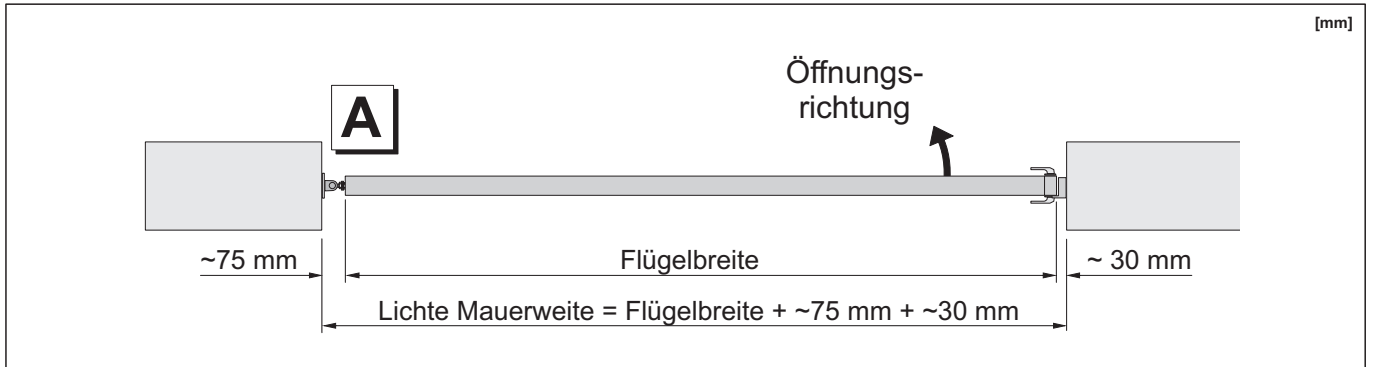 [mm]
Öffnungs-
richtung
A
~75 mm
Flügelbreite
~ 30 mm
Lichte Mauerweite = Flügelbreite + ~75 mm + ~30 mm